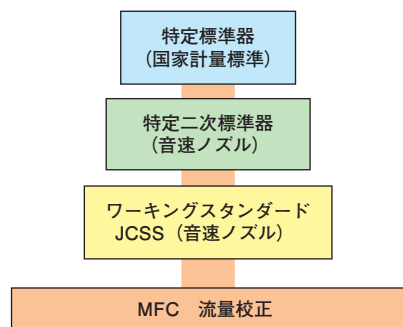 特定標準器
（国家計量標準）
特定二次標準器
（音速ノズル）
ワーキングスタンダード
JCSS（音速ノズル）
MFC　流量校正